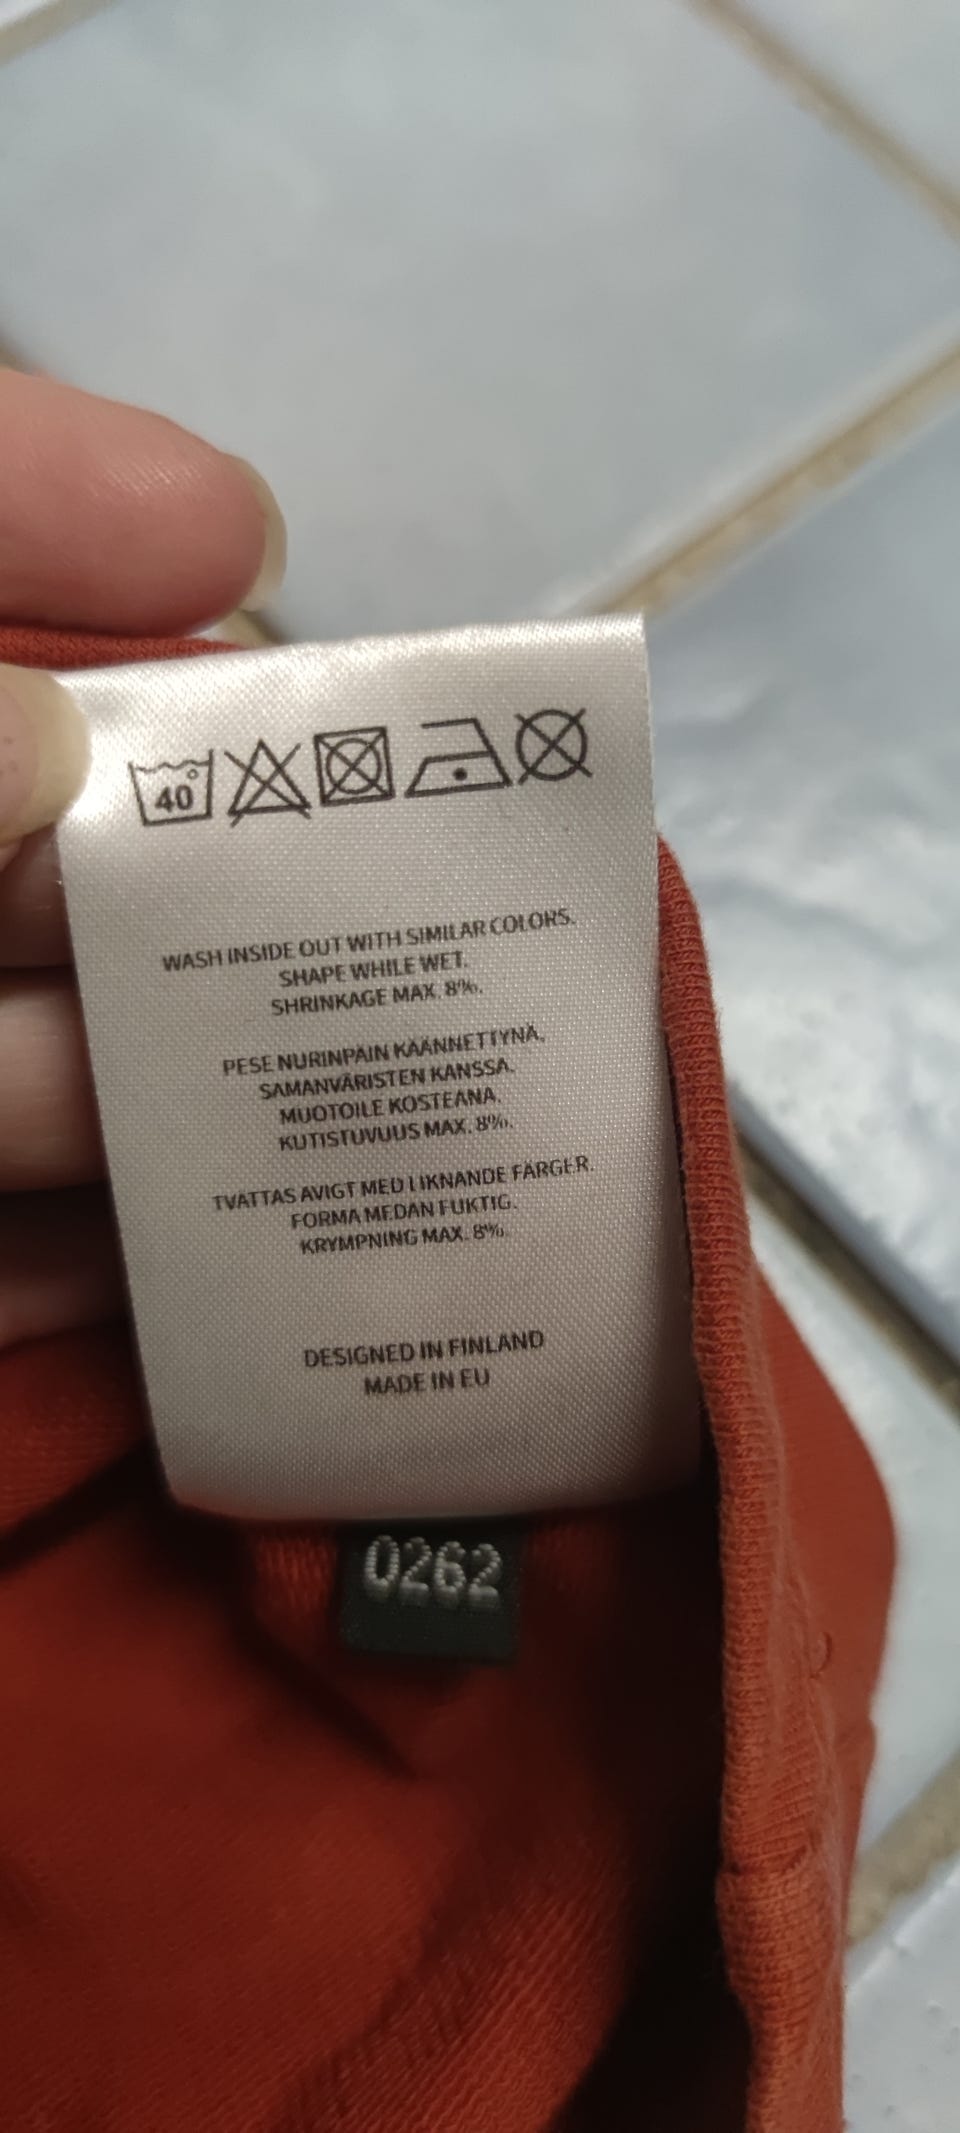 40°
WASH INSIDE OUT WITH SIMILAR COLORS.
SHAPE WHILE WET.
SHRINKAGE MAX. 8%.
PESE NURINPÄIN KÄÄNNETTYNÄ,
SAMANVÄRISTEN KANSSA.
MUOTOILE KOSTEANA.
KUTISTUVUUS MAX. 8%.
TVÄTTAS AVIGT MED LIKNANDE FÄRGER.
FORMA MEDAN FUKTIG.
KRYMPNING MAX. 8%.
DESIGNED IN FINLAND
MADE IN EU
0262